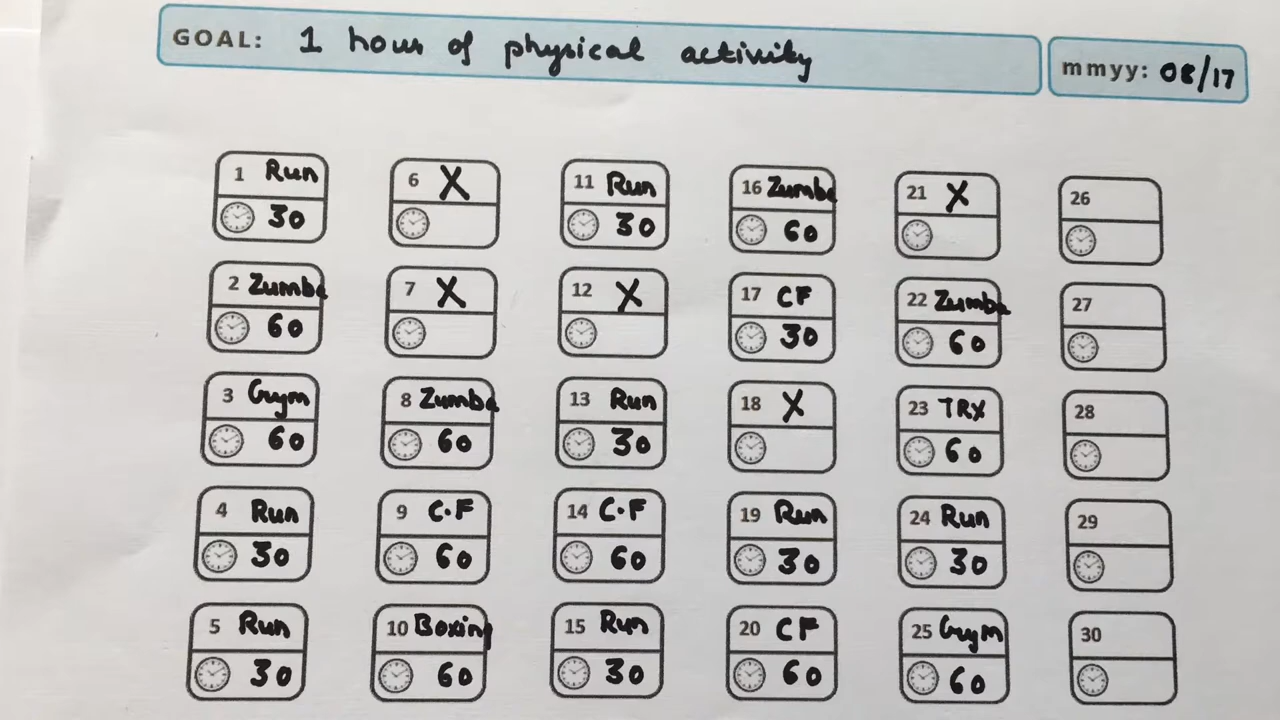 GOAL: 1 hour of physical activity
mmyy: 08/17
1 Run
30
2 Zumba
60
3 Gym
60
4 Run
30
5 Run
30
6 X
7 X
8 Zumba
60
9 C.F
60
10 Boxing
60
11 Run
30
12 X
13 Run
30
14 C.F
60
15 Run
30
16 Zumba
60
17 CF
30
18 X
19 Run
30
20 CF
60
21 X
22 Zumba
60
23 TRX
60
24 Run
30
25 Gym
60
26
27
28
29
30